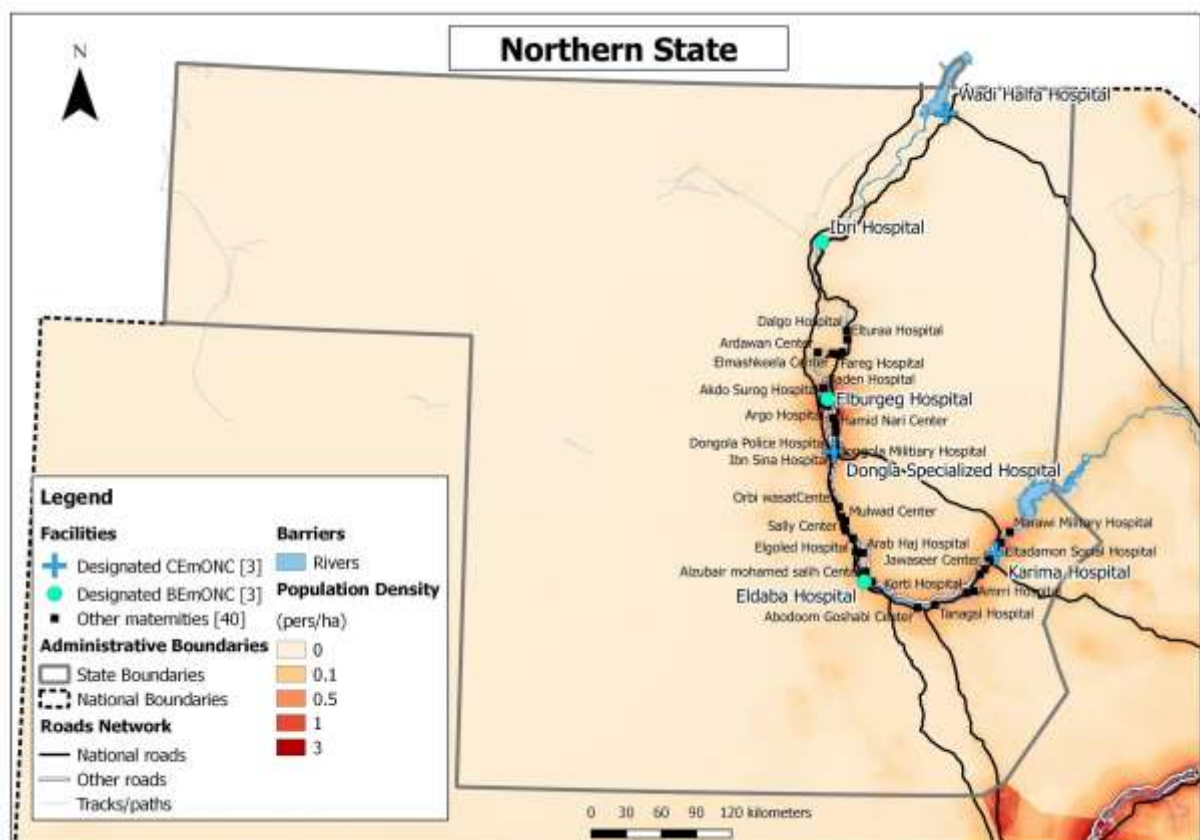 Northern State
N
Wadi Halfa Hospital
Ibri Hospital
Dalgo Hospital
Elturaa Hospital
Ardawan Center
Elmashkeela Center
Fareg Hospital
aden Hospital
Akdo Surog Hospital
Elburgeg Hospital
Argo Hospital
Hamid Nari Center
Dongola Police Hospital
Dongola Military Hospital
Ibn Sina Hospital
Dongla Specialized Hospital
Orbi wasatCenter
Mulwad Center
Sally Center
Marawi Military Hospital
Elgoled Hospital
Arab Haj Hospital
Eltadamon Social Hospital
Jawaseer Center
Alzubair mohamed salih Center
Karima Hospital
Korti Hospital
Amri Hospital
Eldaba Hospital
Abodoom Goshabi Center
Tanagsi Hospital
Legend
Facilities
Designated CEmONC [3]
Designated BEmONC [3]
Other maternities [40]
Administrative Boundaries
State Boundaries
National Boundaries
Roads Network
National roads
Other roads
Tracks/paths
Barriers
Rivers
Population Density
(pers/ha)
0
0.1
0.5
1
3
0 30 60 90 120 kilometers